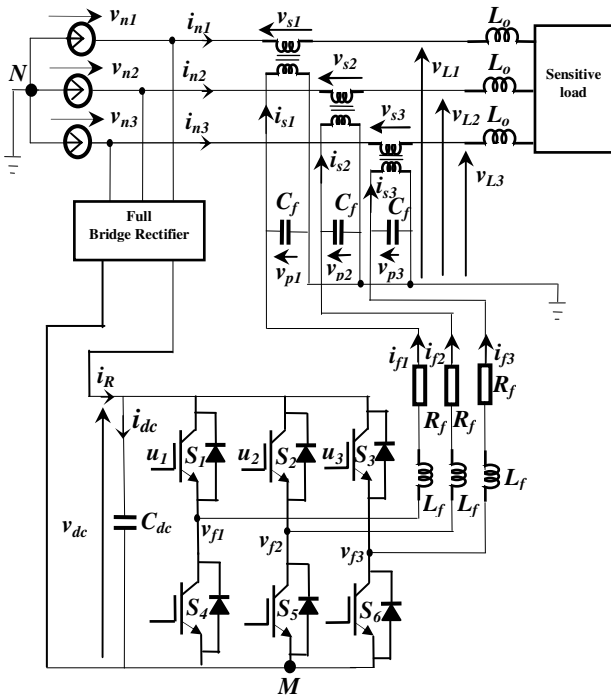 v_n1 i_n1 v_s1 L_o
N v_n2 i_n2 v_s2 v_L1 L_o Sensitive
load
v_n3 i_n3 i_s1 v_s3 v_L2 L_o
i_s2 i_s3 v_L3
Full
Bridge Rectifier
C_f C_f C_f
v_p1 v_p2 v_p3
i_f1 i_f2 i_f3
i_R R_f R_f R_f
i_dc u_1 S_1 u_2 S_2 u_3 S_3
L_f L_f L_f
v_dc C_dc v_f1 v_f2 v_f3
S_4 S_5 S_6
M